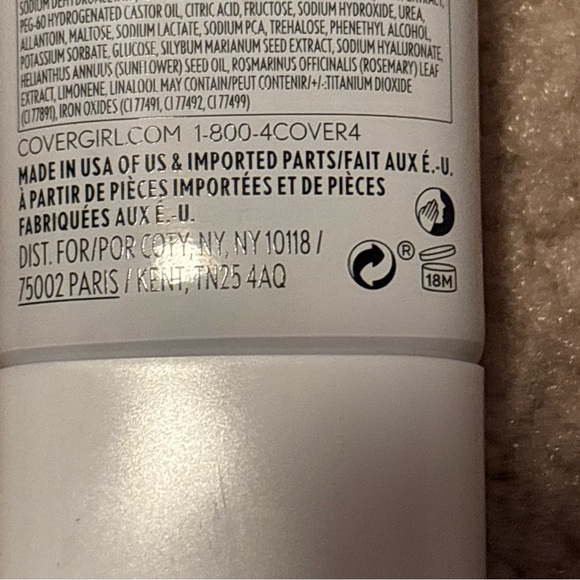 PEG-60 HYDROGENATED CASTOR OIL, CITRIC ACID, FRUCTOSE, SODIUM HYDROXIDE, UREA,
ALLANTOIN, MALTOSE, SODIUM LACTATE, SODIUM PCA, TREHALOSE, PHENETHYL ALCOHOL,
POTASSIUM SORBATE, GLUCOSE, SILYBUM MARIANUM SEED EXTRACT, SODIUM HYALURONATE,
HELIANTHUS ANNUUS (SUNFLOWER) SEED OIL, ROSMARINUS OFFICINALIS (ROSEMARY) LEAF
EXTRACT, LIMONENE, LINALOOL MAY CONTAIN/PEUT CONTENIR/+/-:TITANIUM DIOXIDE
(CI 77891), IRON OXIDES (CI 77491, CI 77492, CI 77499)
COVERGIRL.COM 1-800-4COVER4
MADE IN USA OF US & IMPORTED PARTS/FAIT AUX É.-U.
À PARTIR DE PIÈCES IMPORTÉES ET DE PIÈCES
FABRIQUÉES AUX É.-U.
DIST. FOR/POR COTY, NY, NY 10118 /
75002 PARIS / KENT, TN25 4AQ
®
18M